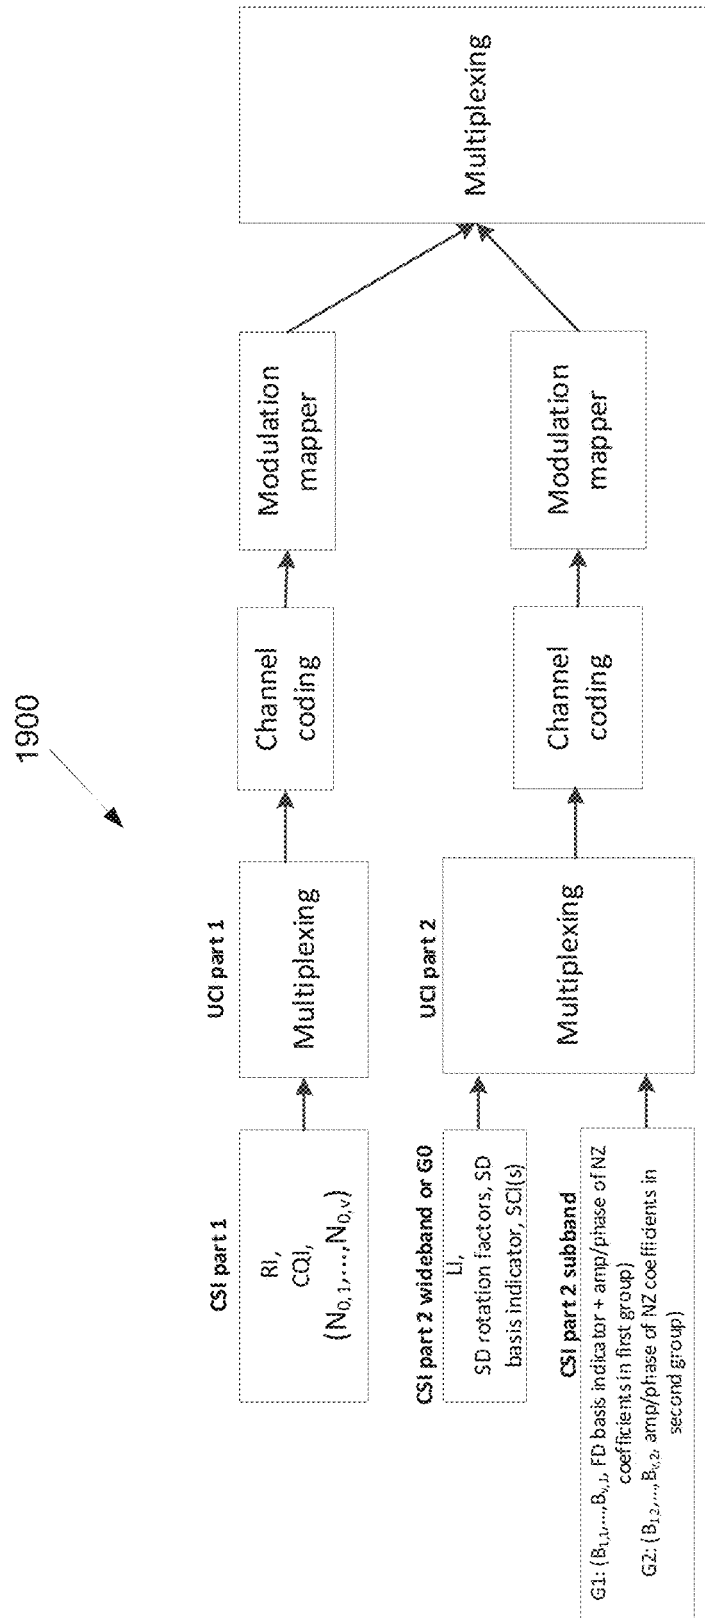 1900
CSI part 1
RI,
CQI,
(N0,1,...,N0,v)
UCI part 1
Multiplexing
Channel
coding
Modulation
mapper
CSI part 2 wideband or G0
LI,
SD rotation factors, SD
basis indicator, SCI(s)
CSI part 2 subband
G1: (B1,1,...,Bv,1, FD basis indicator + amp/phase of NZ
coefficients in first group)
G2: (B1,2,...,Bv,2, amp/phase of NZ coefficients in
second group)
UCI part 2
Multiplexing
Channel
coding
Modulation
mapper
Multiplexing